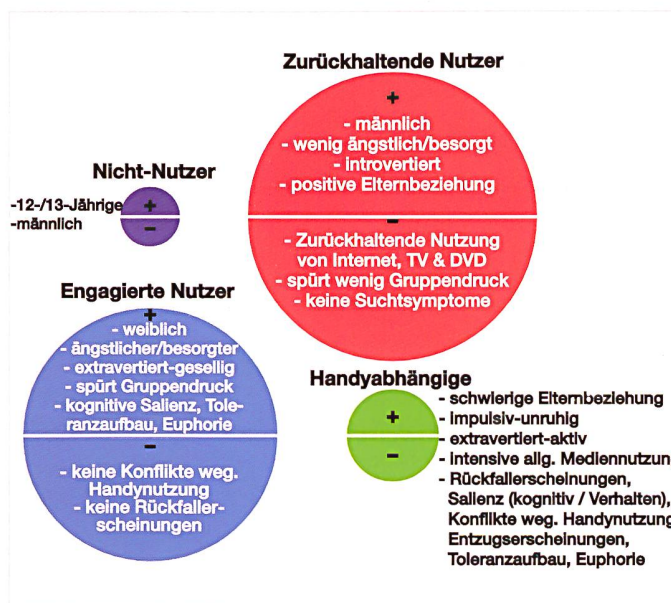 Zurückhaltende Nutzer
+
- männlich
- wenig ängstlich/besorgt
- introvertiert
- positive Elternbeziehung
-
- Zurückhaltende Nutzung
von Internet, TV & DVD
- spürt wenig Gruppendruck
- keine Suchtsymptome
Nicht-Nutzer
-12-/13-Jährige
-männlich
+
-
Engagierte Nutzer
+
- weiblich
- ängstlicher/besorgter
- extravertiert-gesellig
- spürt Gruppendruck
- kognitive Salienz, Tole-
ranzaufbau, Euphorie
-
- keine Konflikte weg.
Handynutzung
- keine Rückfaller-
scheinungen
Handyabhängige
+
-
- schwierige Elternbeziehung
- impulsiv-unruhig
- extravertiert-aktiv
- intensive allg. Mediennutzun
- Rückfallerscheinungen,
Salienz (kognitiv / Verhalten),
Konflikte weg. Handynutzung
Entzugserscheinungen,
Toleranzaufbau, Euphorie